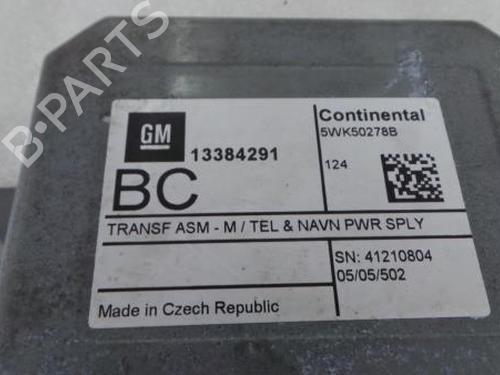 GM
13384291
BC
Continental
5WK50278B
124
TRANSF ASM - M / TEL & NAVN PWR SPLY
SN: 41210804
05/05/502
Made in Czech Republic
B-PARTS